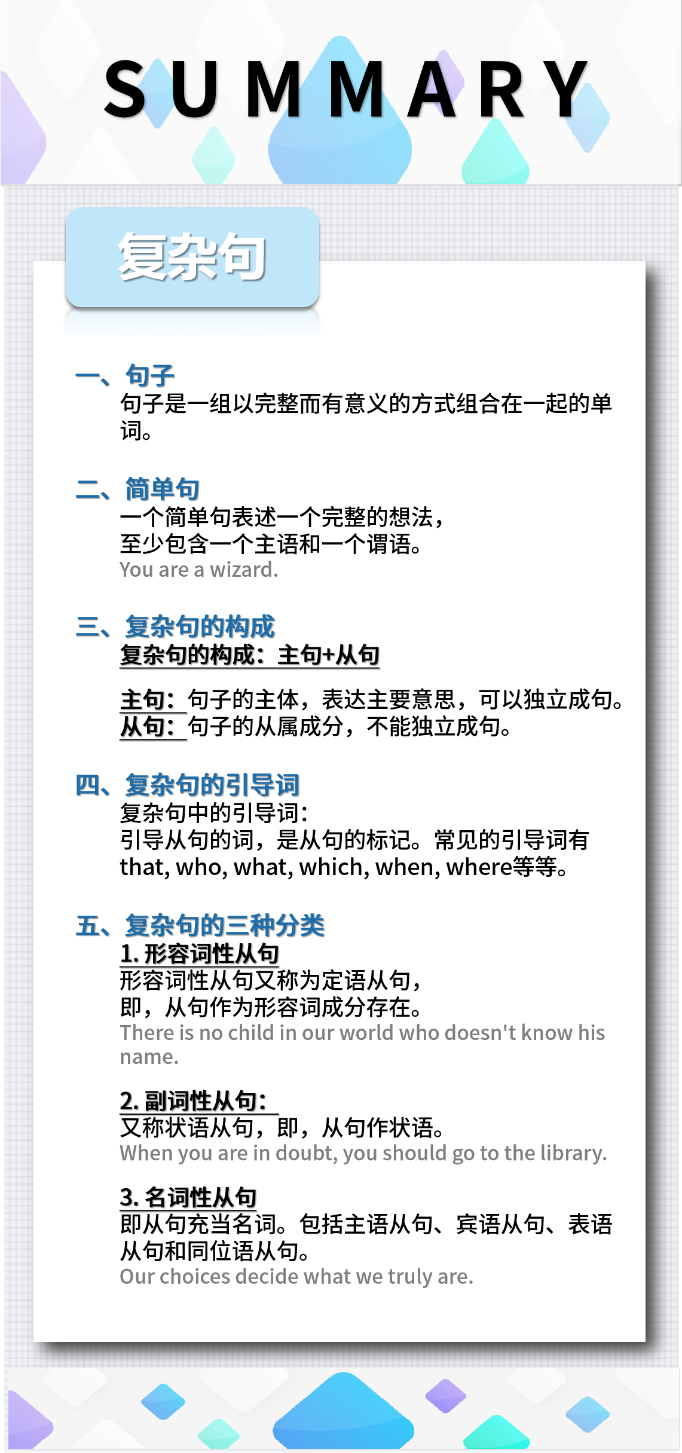 SUMMARY
复杂句
一、句子
句子是一组以完整而有意义的方式组合在一起的单
词。
二、简单句
一个简单句表述一个完整的想法，
至少包含一个主语和一个谓语。
You are a wizard.
三、复杂句的构成
复杂句的构成：主句+从句
主句：句子的主体，表达主要意思，可以独立成句。
从句：句子的从属成分，不能独立成句。
四、复杂句的引导词
复杂句中的引导词：
引导从句的词，是从句的标记。常见的引导词有
that, who, what, which, when, where等等。
五、复杂句的三种分类
1. 形容词性从句
形容词性从句又称为定语从句，
即，从句作为形容词成分存在。
There is no child in our world who doesn't know his
name.
2. 副词性从句：
又称状语从句，即，从句作状语。
When you are in doubt, you should go to the library.
3. 名词性从句
即从句充当名词。包括主语从句、宾语从句、表语
从句和同位语从句。
Our choices decide what we truly are.